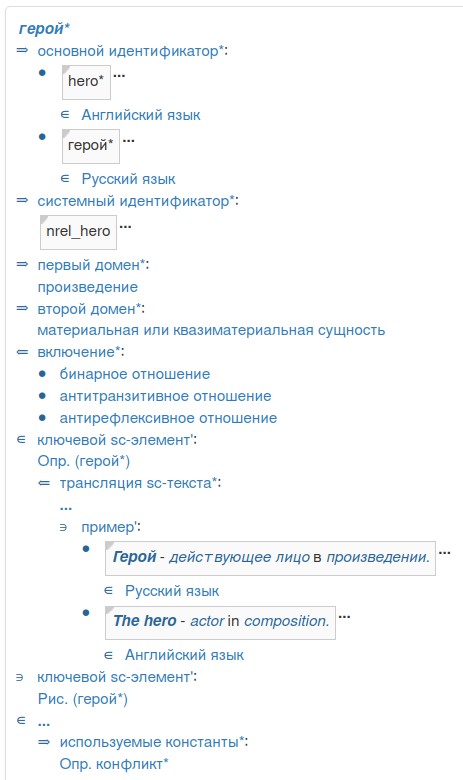 герой*
⇒ основной идентификатор*:
• hero* ...
∈ Английский язык
• герой* ...
∈ Русский язык
⇒ системный идентификатор*:
nrel_hero ...
⇒ первый домен*:
произведение
⇒ второй домен*:
материальная или квазиматериальная сущность
⇐ включение*:
• бинарное отношение
• антитранзитивное отношение
• антирефлексивное отношение
∈ ключевой sc-элемент':
Опр. (герой*)
⇐ трансляция sc-текста*:
...
∋ пример':
• Герой - действующее лицо в произведении. ...
∈ Русский язык
• The hero - actor in composition. ...
∈ Английский язык
∋ ключевой sc-элемент':
Рис. (герой*)
∈ ...
⇒ используемые константы*:
Опр. конфликт*